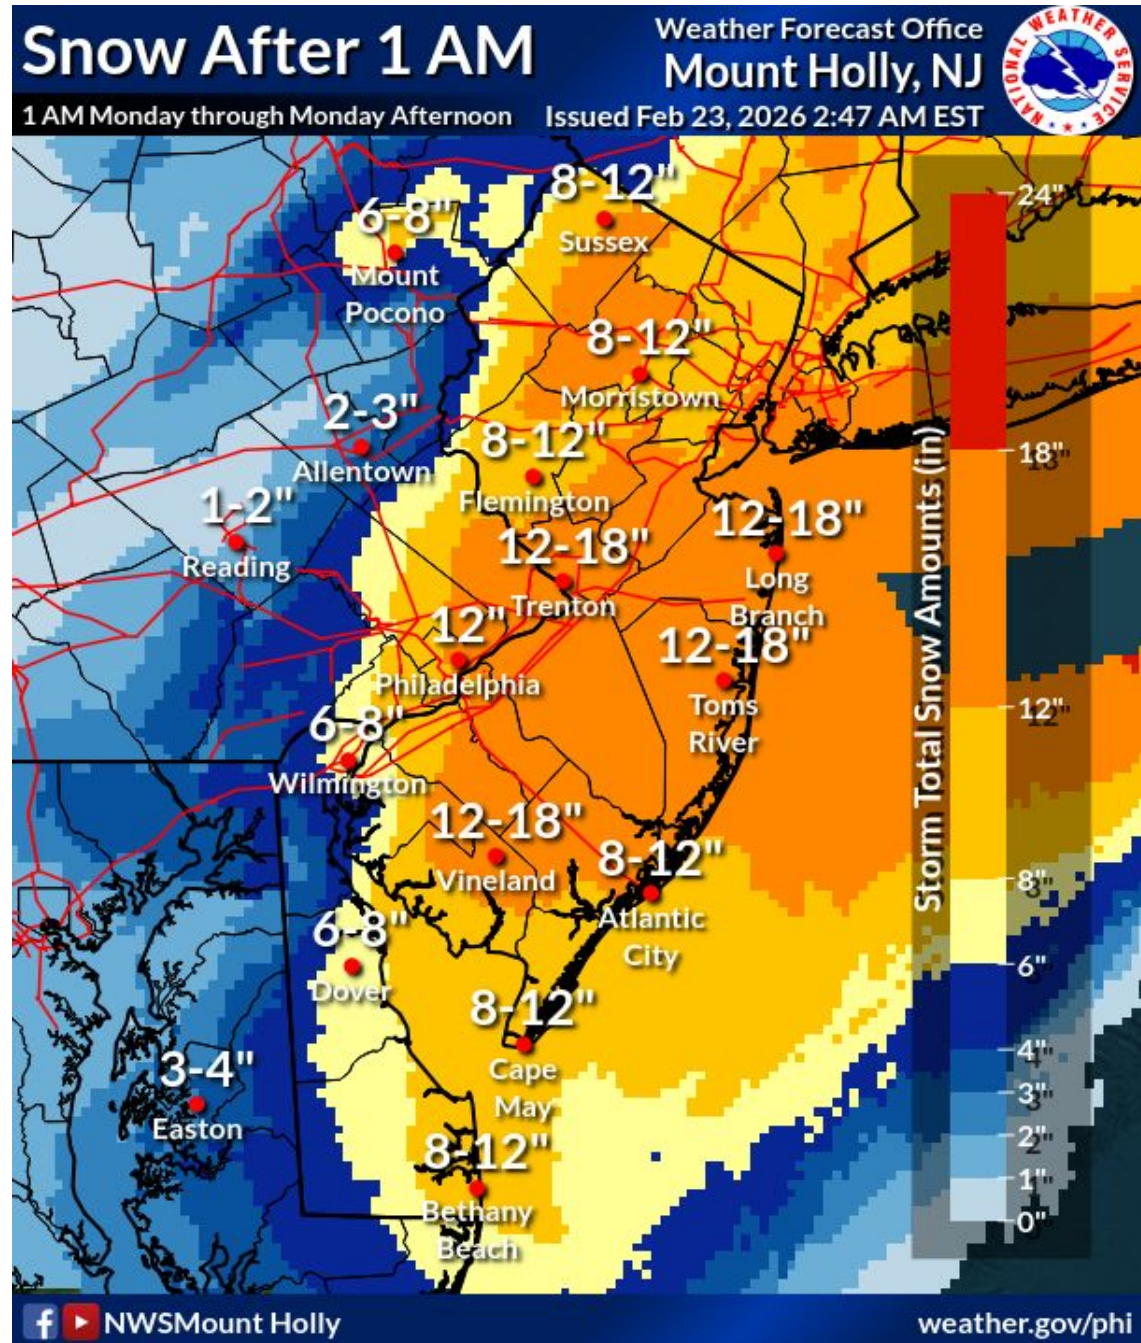 Snow After 1 AM
1 AM Monday through Monday Afternoon
Weather Forecast Office
Mount Holly, NJ
Issued Feb 23, 2026 2:47 AM EST
NATIONAL WEATHER SERVICE
8-12"
Sussex
6-8"
Mount
Pocono
8-12"
Morristown
2-3"
Allentown
8-12"
Flemington
1-2"
Reading
12-18"
Trenton
12-18"
Long
Branch
12"
Philadelphia
12-18"
Toms
River
6-8"
Wilmington
12-18"
Vineland
8-12"
Atlantic
City
6-8"
Dover
8-12"
Cape
May
3-4"
Easton
8-12"
Bethany
Beach
Storm Total Snow Amounts (in)
24"
18"
12"
8"
6"
4"
3"
2"
1"
0"
NWSMount Holly
weather.gov/phi